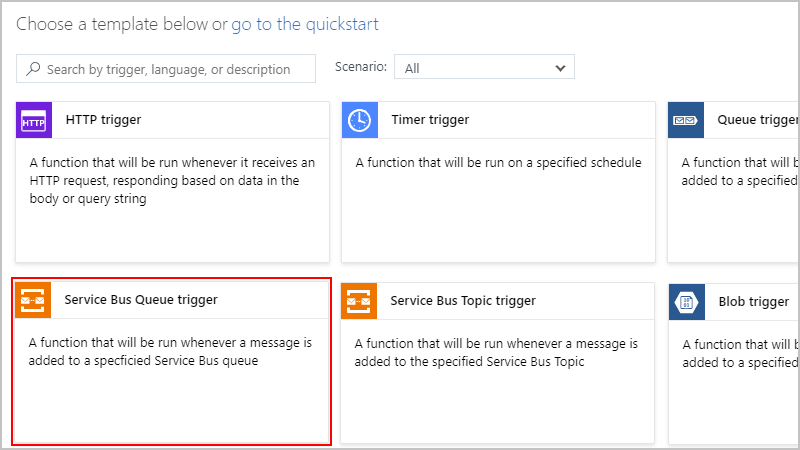 Choose a template below or go to the quickstart
Search by trigger, language, or description
Scenario:
All
HTTP
HTTP trigger
A function that will be run whenever it receives an
HTTP request, responding based on data in the
body or query string
Timer trigger
A function that will be run on a specified schedule
Queue trigger
A function that will b
added to a specified
Service Bus Queue trigger
A function that will be run whenever a message is
added to a specficied Service Bus queue
Service Bus Topic trigger
A function that will be run whenever a message is
added to the specified Service Bus Topic
Blob trigger
A function that will b
added to a specified